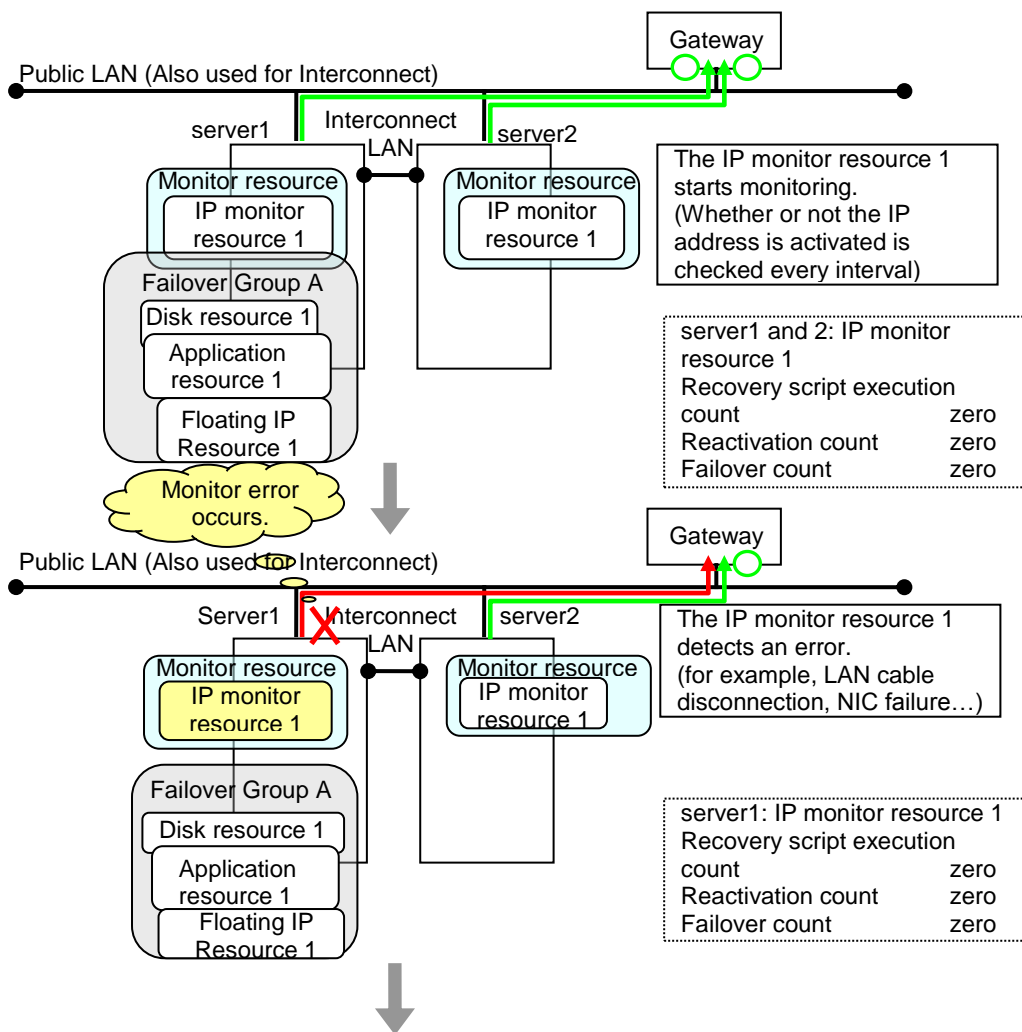 Gateway
Public LAN (Also used for Interconnect)
server1
Interconnect
LAN
server2
Monitor resource
IP monitor
resource 1
Monitor resource
IP monitor
resource 1
Failover Group A
Disk resource 1
Application
resource 1
Floating IP
Resource 1
The IP monitor resource 1
starts monitoring.
(Whether or not the IP
address is activated is
checked every interval)
server1 and 2: IP monitor
resource 1
Recovery script execution
count zero
Reactivation count zero
Failover count zero
Monitor error
occurs.
Gateway
Public LAN (Also used for Interconnect)
Server1
Interconnect
LAN
server2
Monitor resource
IP monitor
resource 1
Monitor resource
IP monitor
resource 1
Failover Group A
Disk resource 1
Application
resource 1
Floating IP
Resource 1
The IP monitor resource 1
detects an error.
(for example, LAN cable
disconnection, NIC failure…)
server1: IP monitor resource 1
Recovery script execution
count zero
Reactivation count zero
Failover count zero